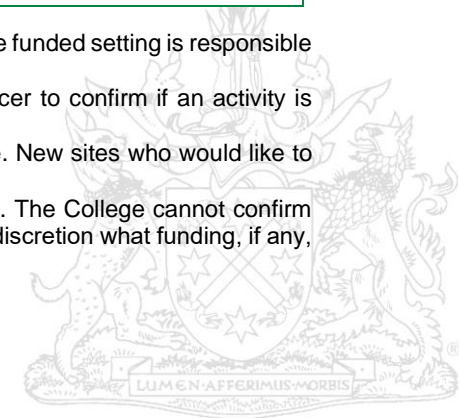 e funded setting is responsible
cer to confirm if an activity is
. New sites who would like to
. The College cannot confirm
discretion what funding, if any,
LUMEN·AFFERIMUS·MORBIS
®